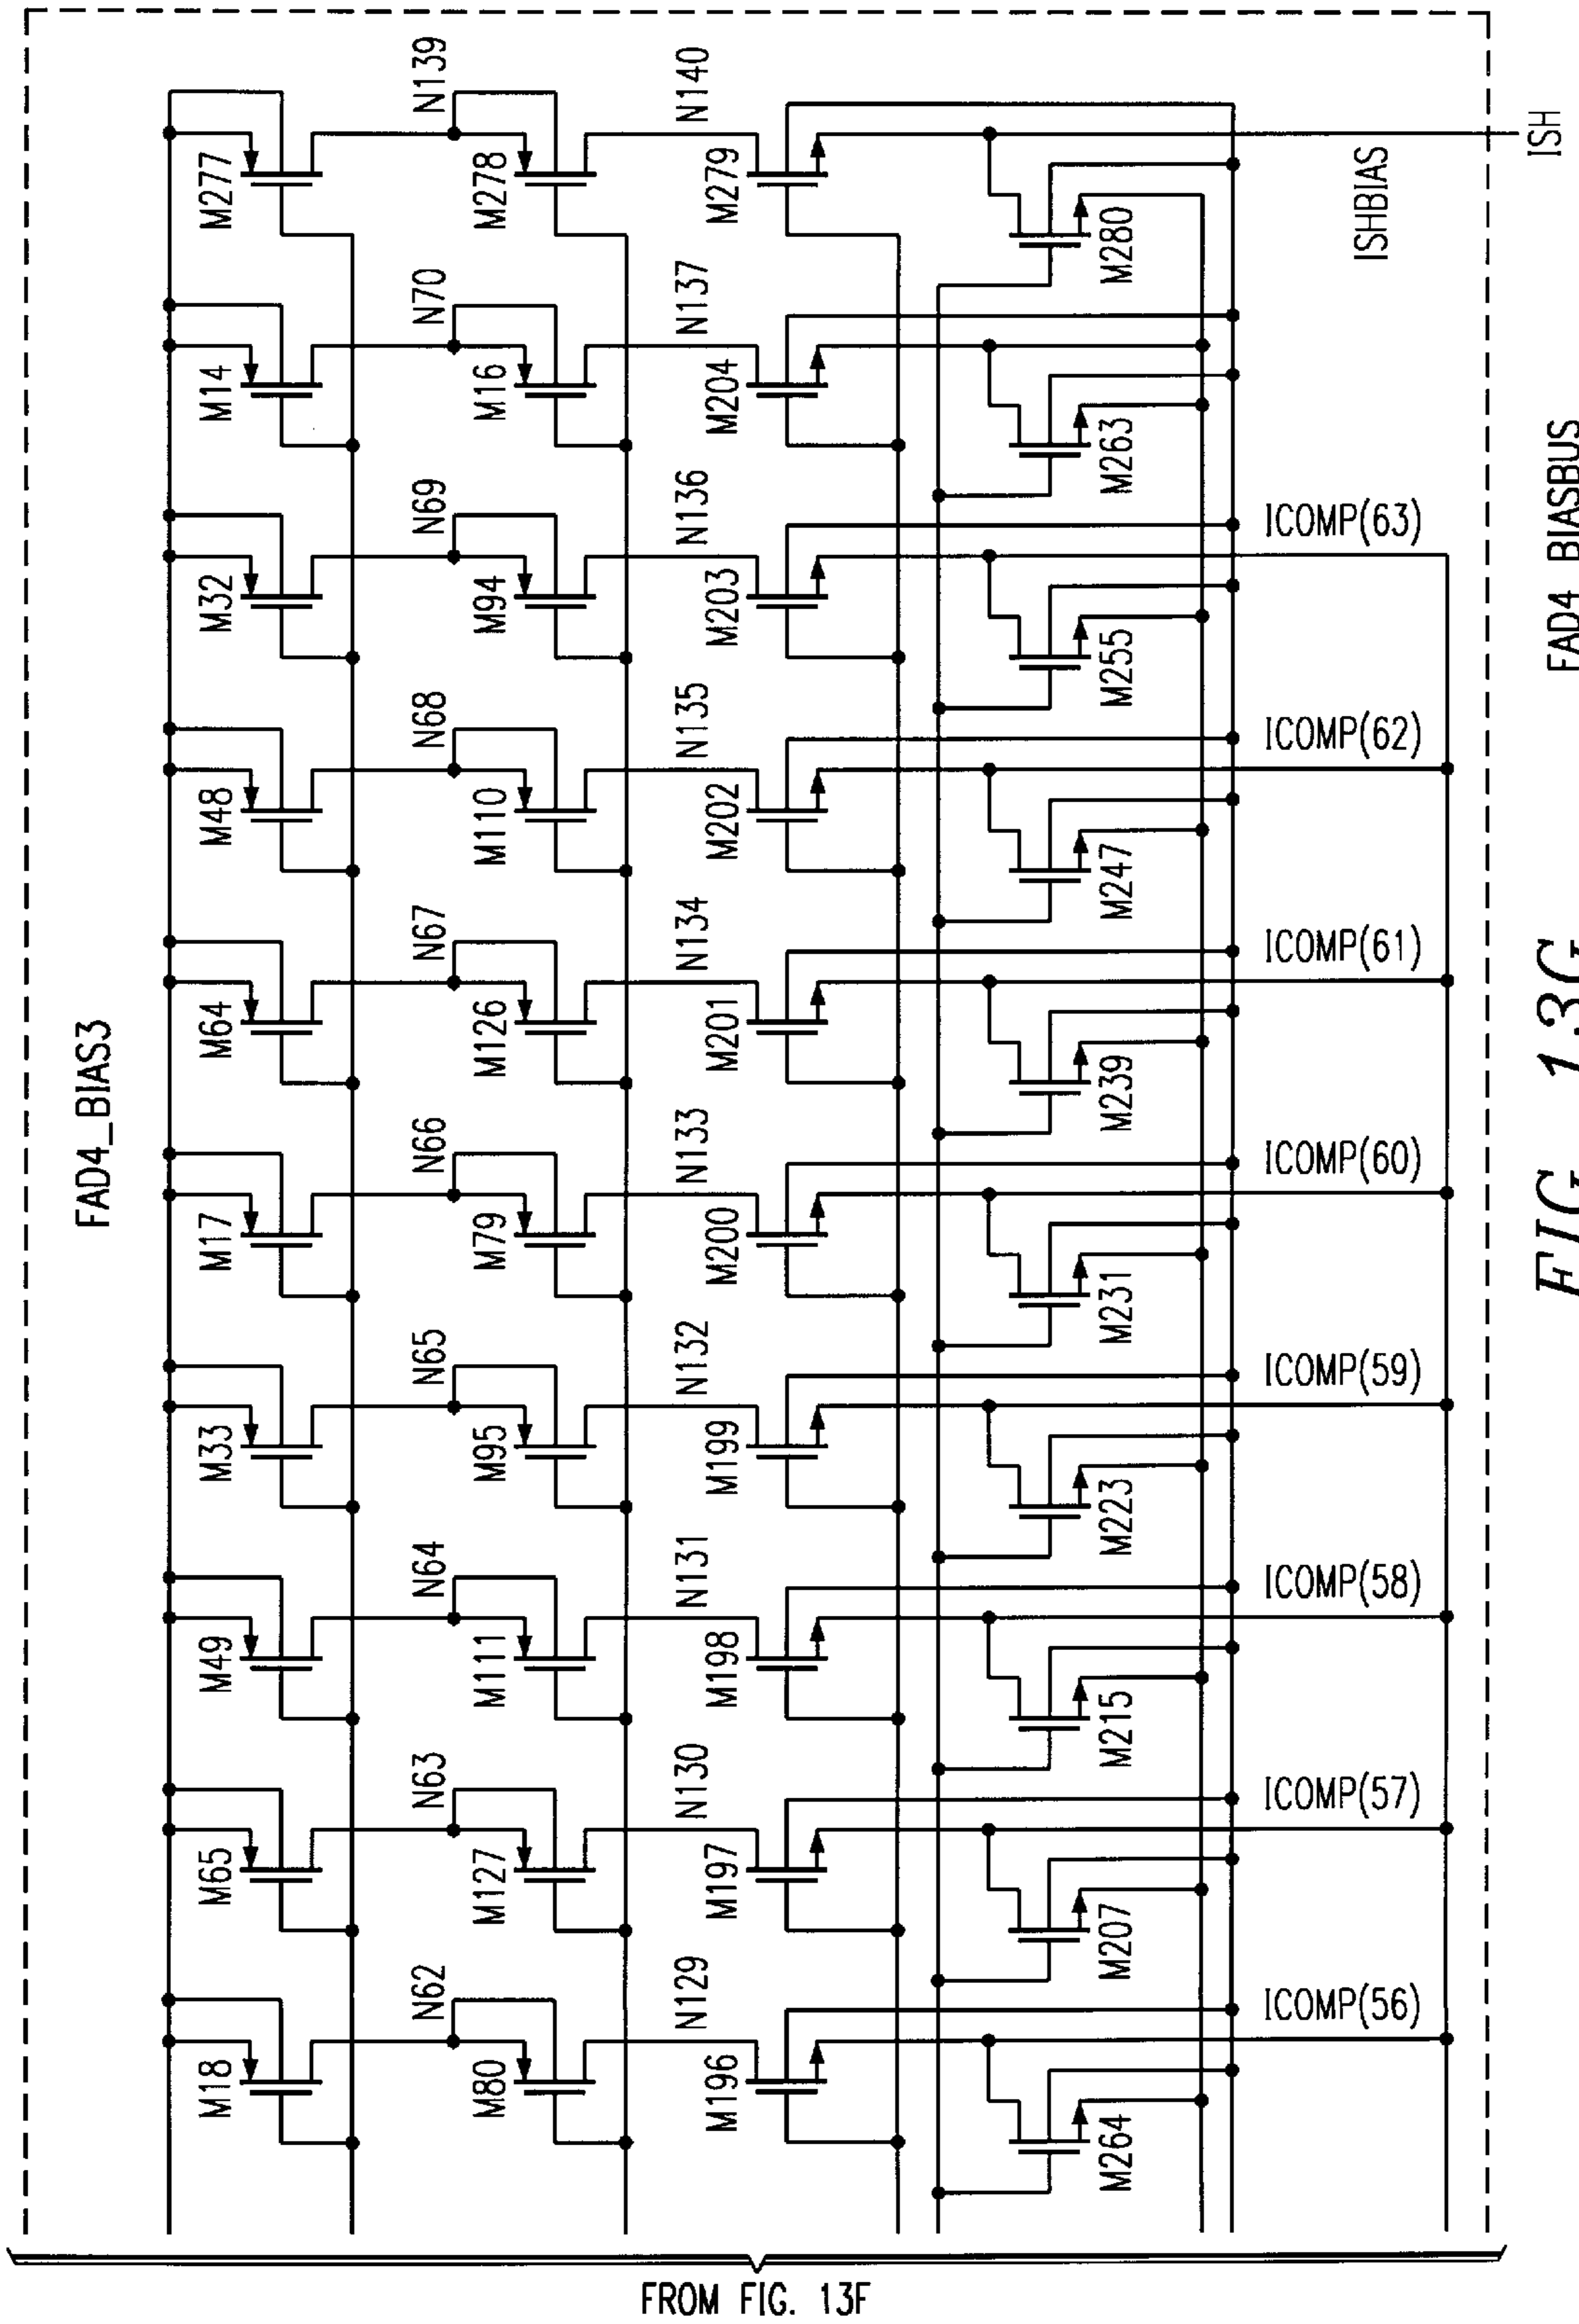 FAD4_BIAS3
M18
M65
M49
M33
M17
M64
M48
M32
M14
M277
N62
N63
N64
N65
N66
N67
N68
N69
N70
N139
M80
M127
M111
M95
M79
M126
M110
M94
M16
M278
N129
N130
N131
N132
N133
N134
N135
N136
N137
N140
M196
M197
M198
M199
M200
M201
M202
M203
M204
M279
M264
M207
M215
M223
M231
M239
M247
M255
M263
M280
ICOMP(56)
ICOMP(57)
ICOMP(58)
ICOMP(59)
ICOMP(60)
ICOMP(61)
ICOMP(62)
ICOMP(63)
ISHBIAS
ISH
FAD4 BIASBUS
FIG 13G
FROM FIG. 13F